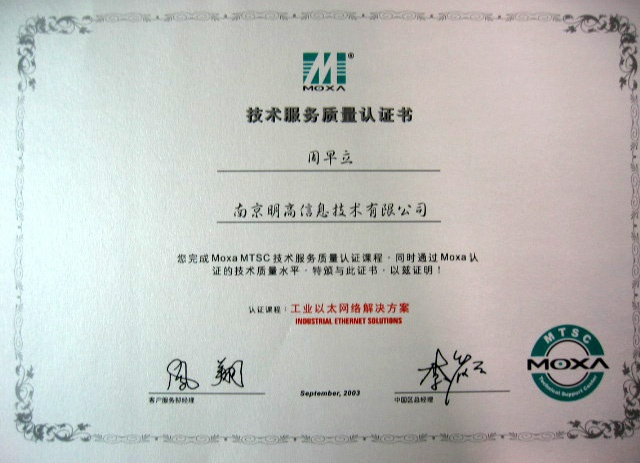 MOXA
®
技术服务质量认证书
周早立
南京明高信息技术有限公司
您完成Moxa MTSC技术服务质量认证课程，同时通过Moxa认
证的技术质量水平，特颁与此证书，以兹证明！
认证课程：工业以太网络解决方案
INDUSTRIAL ETHERNET SOLUTIONS
客户服务部经理
September, 2003
中国区总经理
MTSC
MOXA
Technical Support Center